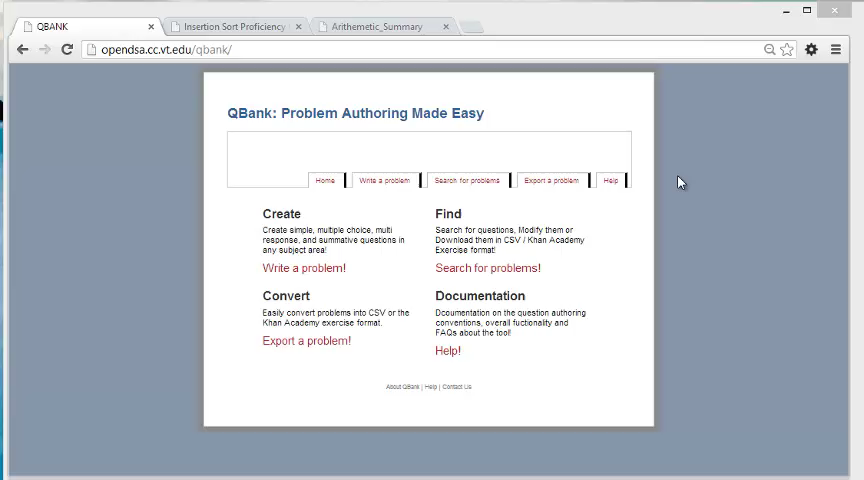 QBANK
Insertion Sort Proficiency
Arithemetic_Summary
opendsa.cc.vt.edu/qbank/
QBank: Problem Authoring Made Easy
Home
Write a problem
Search for problems
Export a problem
Help
Create
Create simple, multiple choice, multi
response, and summative questions in
any subject area!
Write a problem!
Find
Search for questions, Modify them or
Download them in CSV / Khan Academy
Exercise format!
Search for problems!
Convert
Easily convert problems into CSV or the
Khan Academy exercise format.
Export a problem!
Documentation
Documentation on the question authoring
conventions, overall fuctionality and
FAQs about the tool!
Help!
About QBank | Help | Contact Us